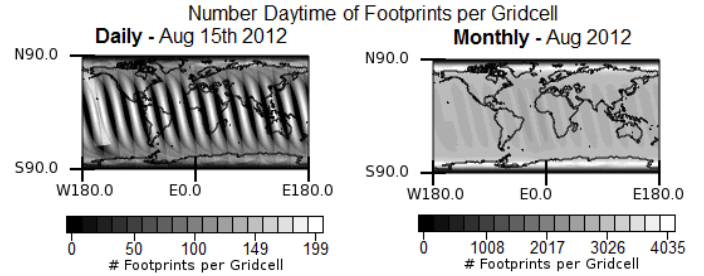 Number Daytime of Footprints per Gridcell
Daily - Aug 15th 2012
Monthly - Aug 2012
N90.0
S90.0
W180.0 E0.0 E180.0
N90.0
S90.0
W180.0 E0.0 E180.0
0 50 100 149 199
# Footprints per Gridcell
0 1008 2017 3026 4035
# Footprints per Gridcell